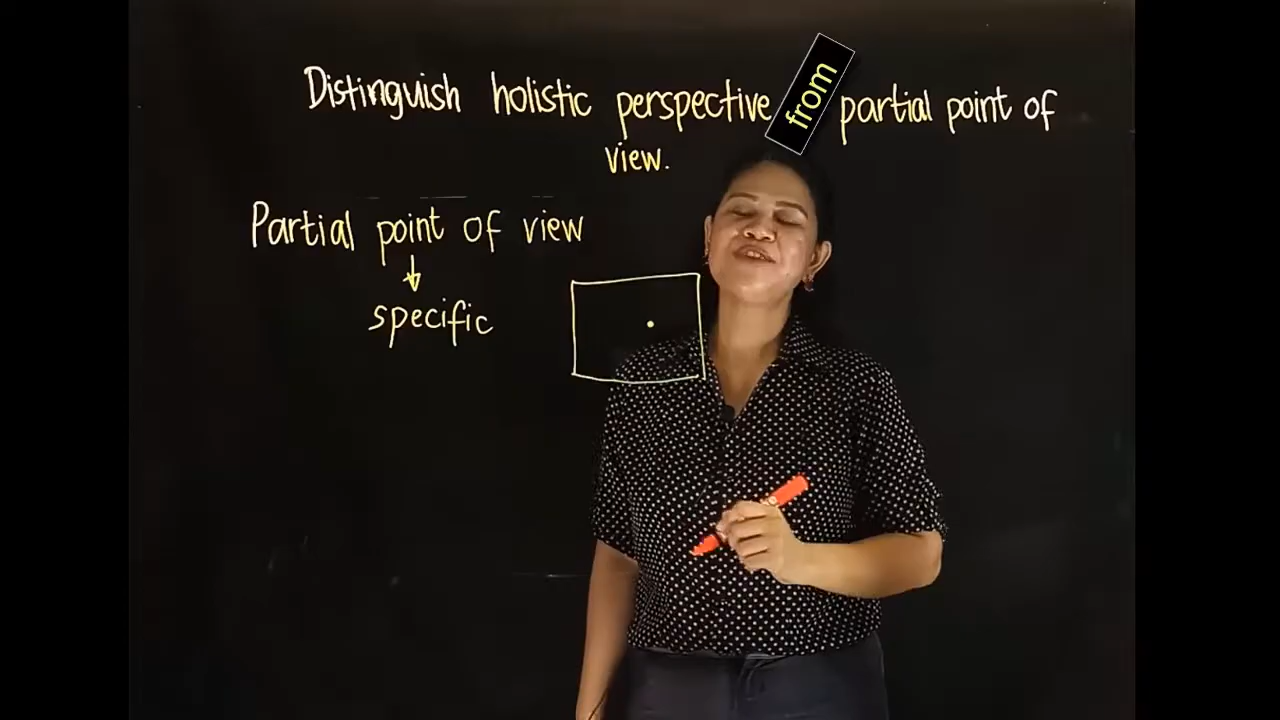 Distinguish holistic perspective from partial point of
view.
Partial point of view
specific